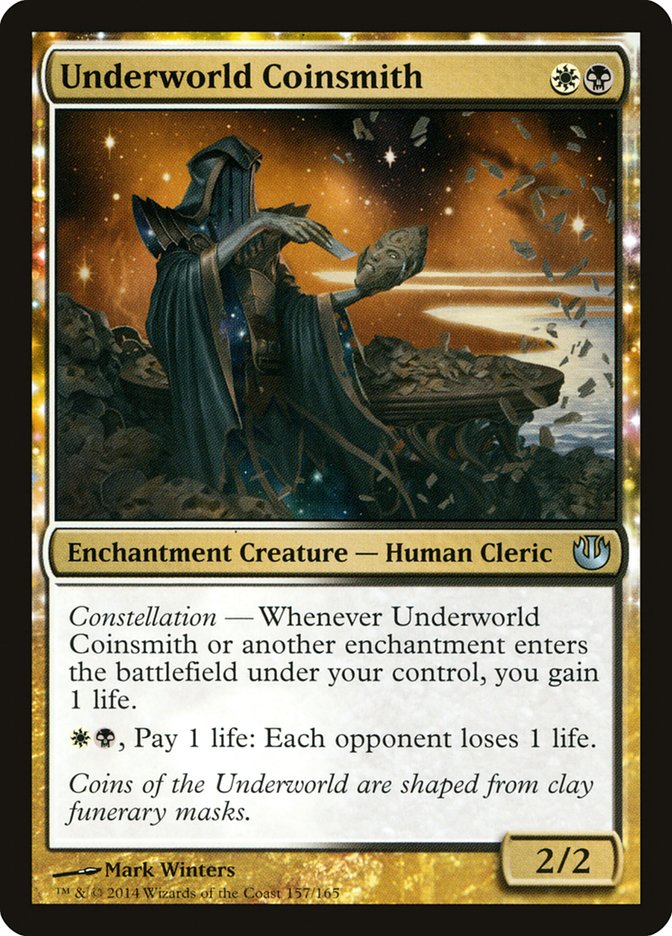 Underworld Coinsmith
Enchantment Creature — Human Cleric
Constellation — Whenever Underworld
Coinsmith or another enchantment enters
the battlefield under your control, you gain
1 life.
, Pay 1 life: Each opponent loses 1 life.
Coins of the Underworld are shaped from clay
funerary masks.
2/2
Mark Winters
™ & © 2014 Wizards of the Coast 157/165